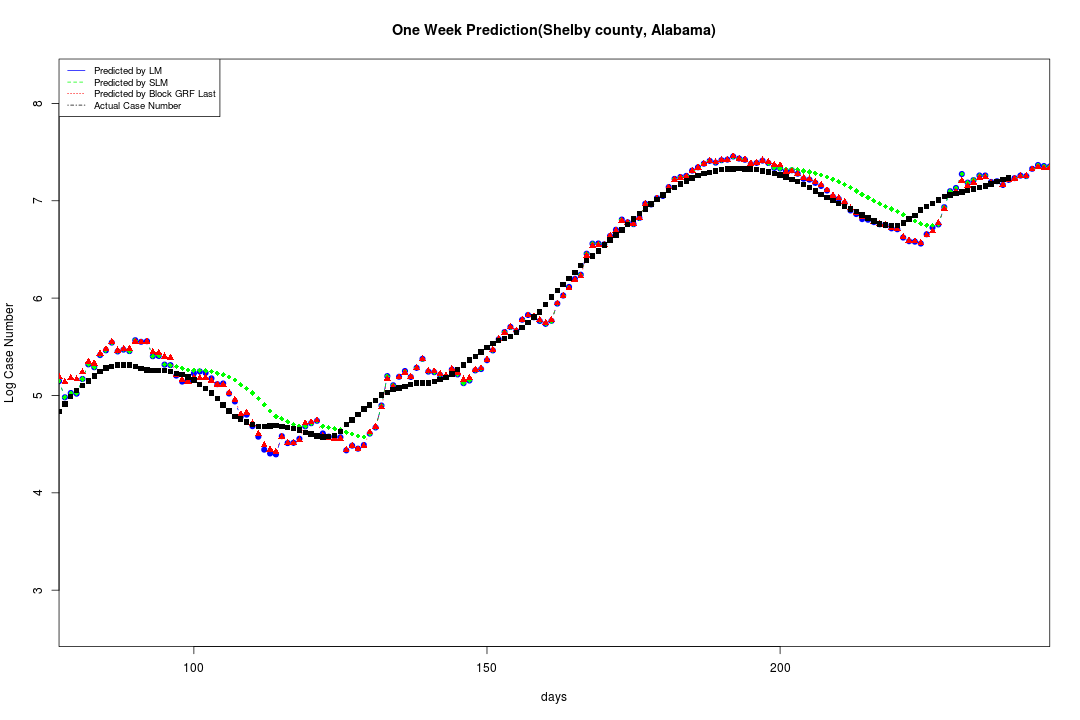 One Week Prediction(Shelby county, Alabama)
Predicted by LM
Predicted by SLM
Predicted by Block GRF Last
Actual Case Number
8
7
6
5
4
3
Log Case Number
100 150 200
days